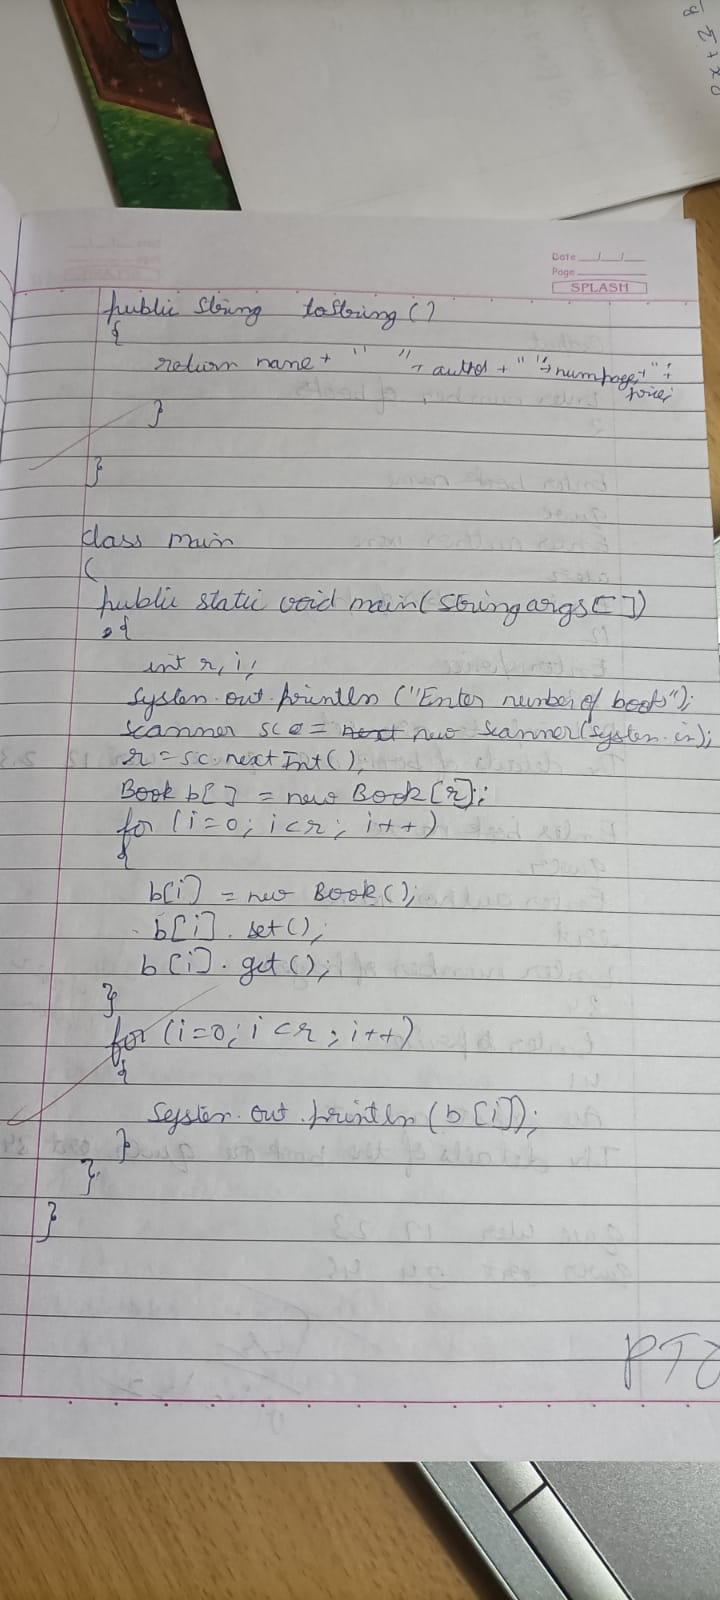 Date
Page
SPLASH
public String toString()
{
return name + " " + author + " " + numpage + " " +
price;
}
}
class main
{
public static void main(String args[])
{
int r, i;
System.out.println ("Enter number of books");
Scanner sc = next new Scanner(System.in);
r = sc.nextInt();
Book b[] = new Book[r];
for (i=0; i<r; i++)
{
b[i] = new Book();
b[i].set();
b[i].get();
}
for (i=0; i<r; i++)
{
System.out.println (b[i]);
}
}
}
PTO